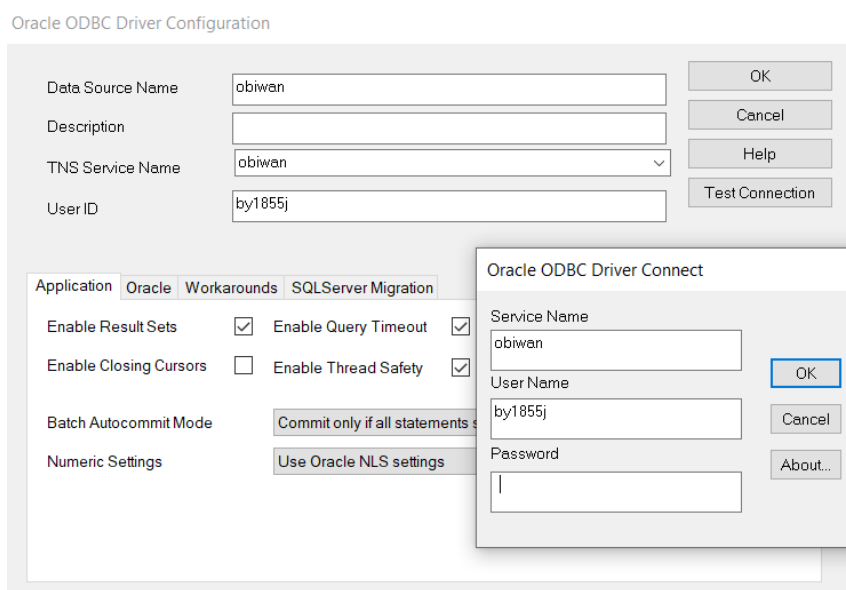 Oracle ODBC Driver Configuration
Data Source Name
obiwan
OK
Description
Cancel
TNS Service Name
obiwan
Help
User ID
by1855j
Test Connection
Application
Oracle
Workarounds
SQLServer Migration
Enable Result Sets
Enable Query Timeout
Enable Closing Cursors
Enable Thread Safety
Batch Autocommit Mode
Commit only if all statements s
Numeric Settings
Use Oracle NLS settings
Oracle ODBC Driver Connect
Service Name
obiwan
OK
User Name
by1855j
Cancel
Password
About...